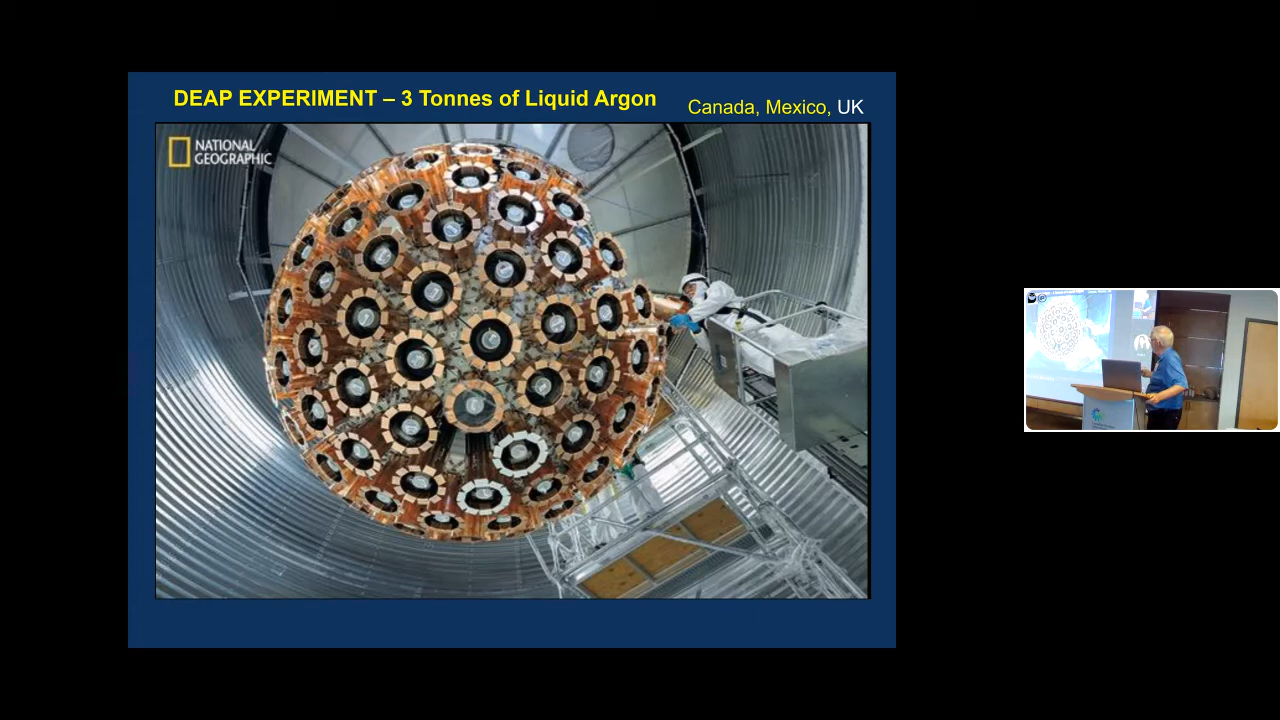 DEAP EXPERIMENT – 3 Tonnes of Liquid Argon
Canada, Mexico, UK
NATIONAL
GEOGRAPHIC